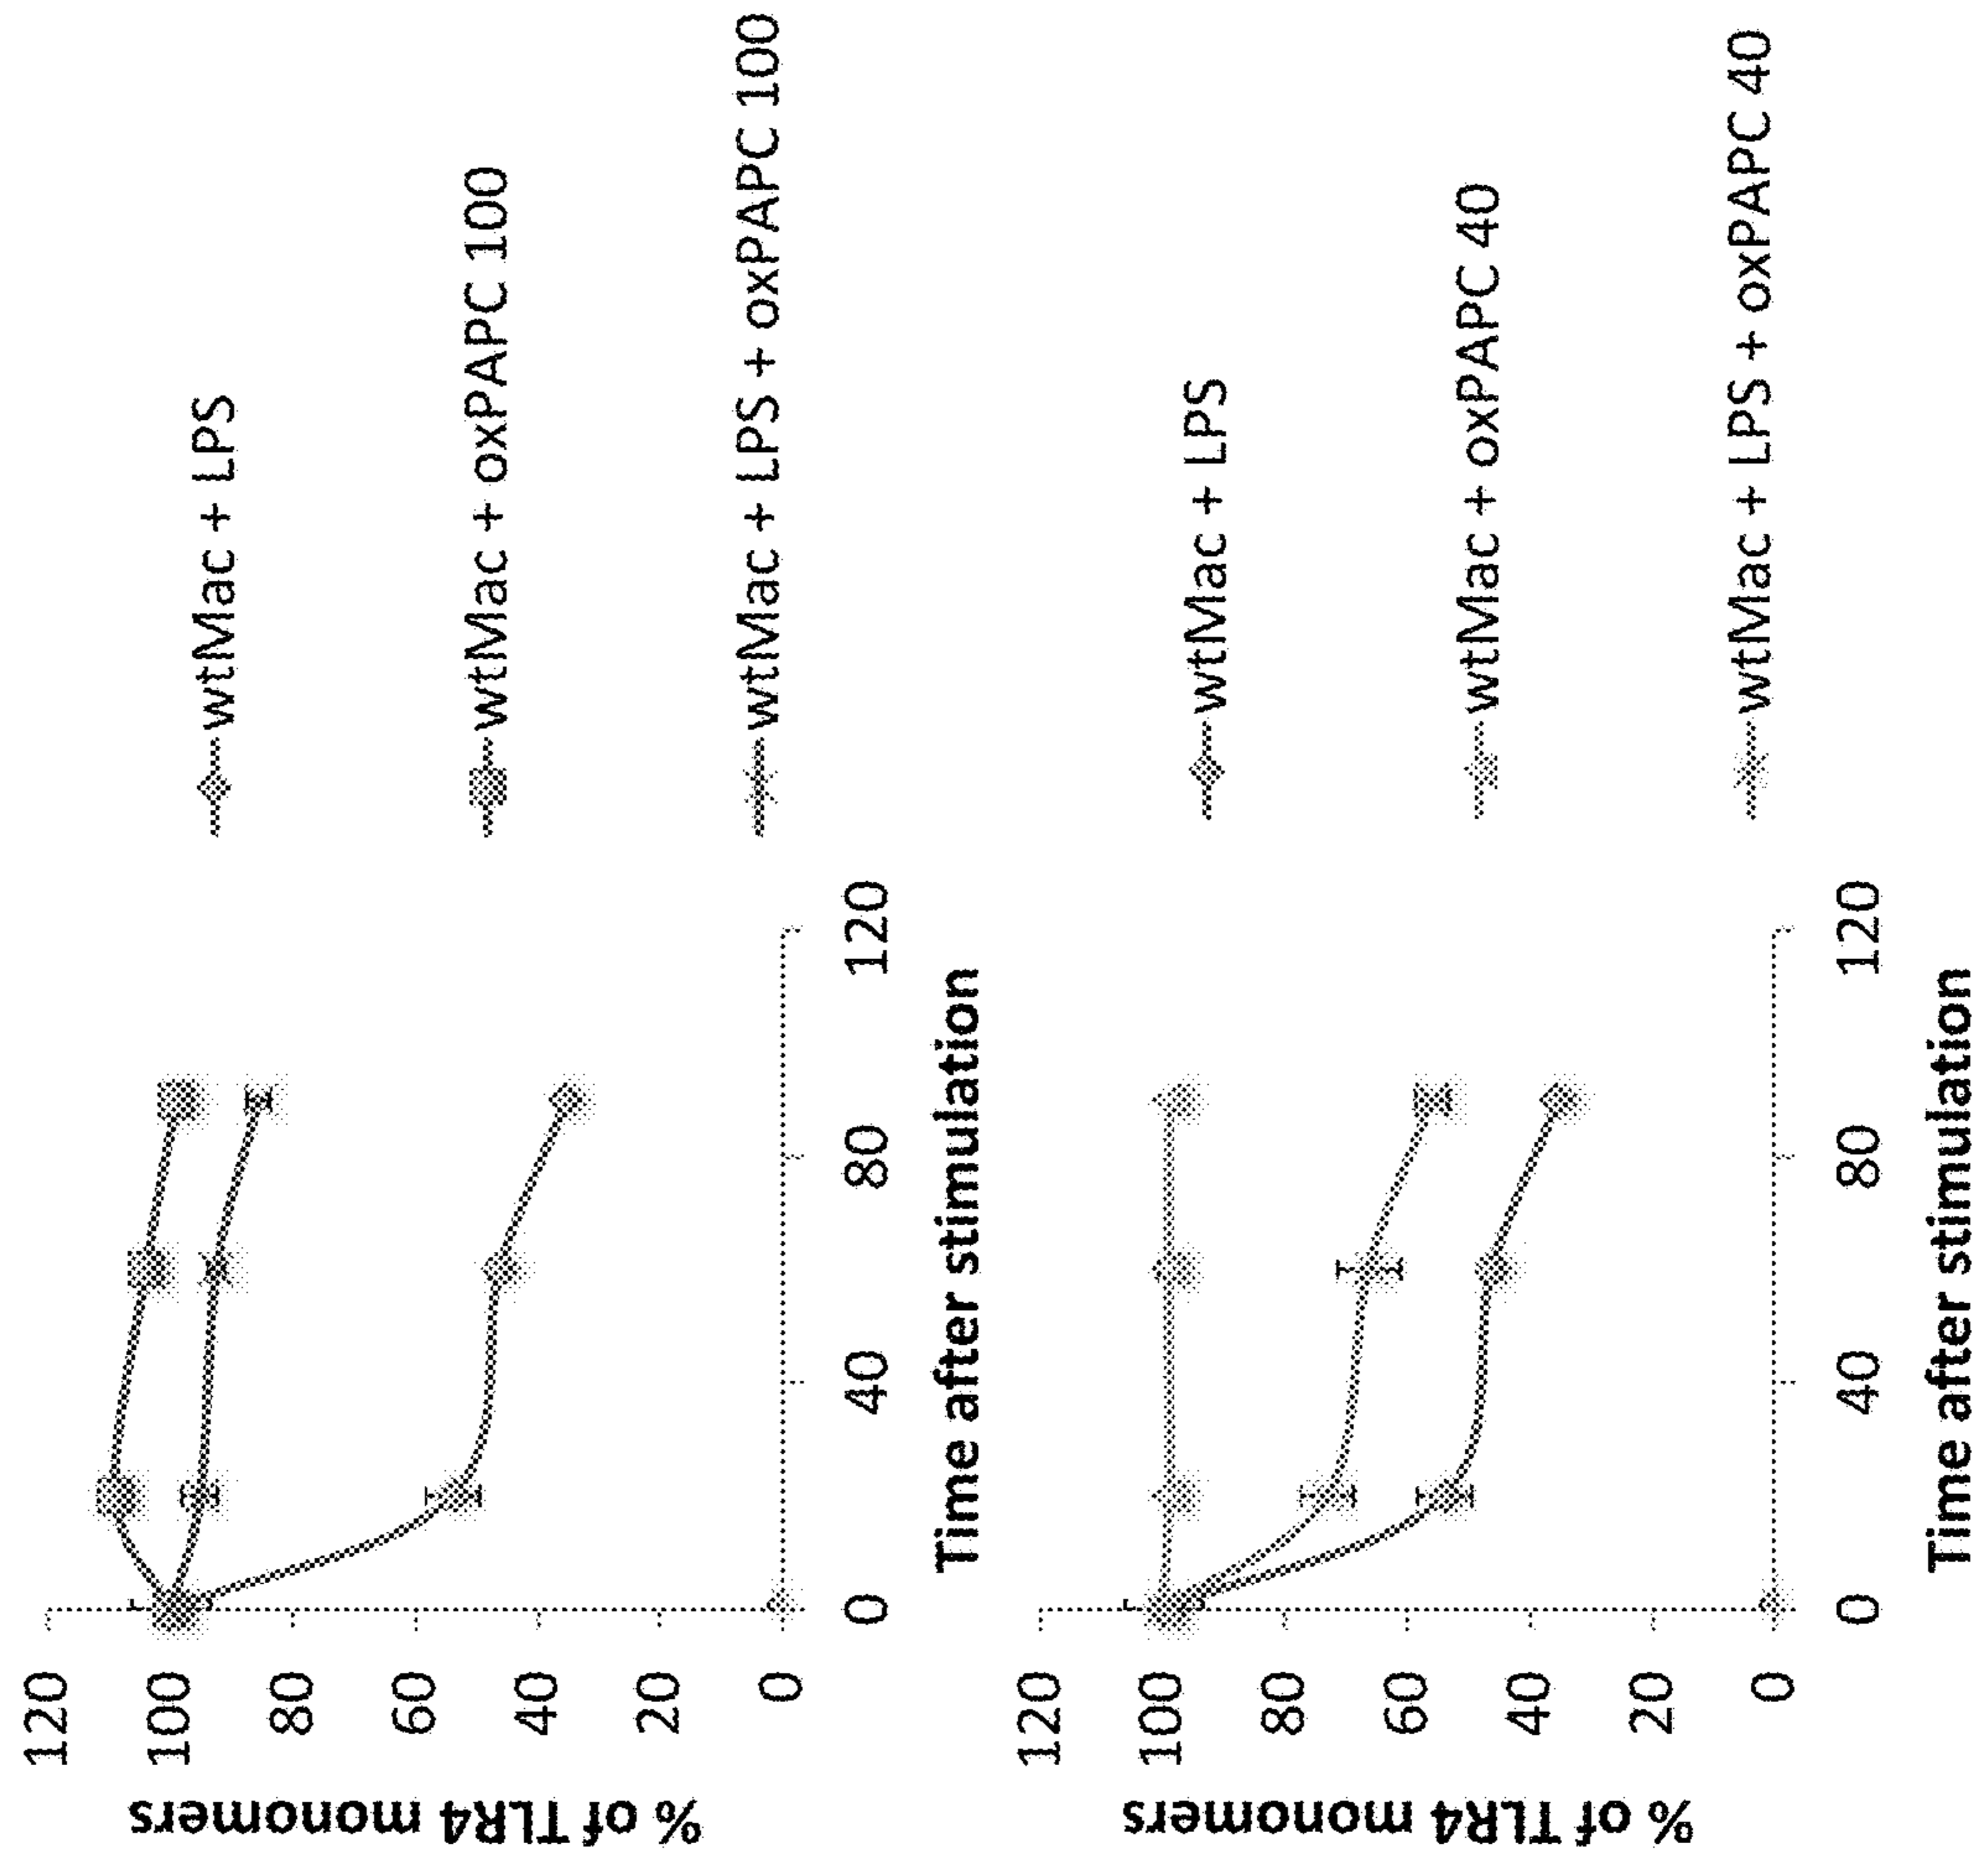 % of TLR4 monomers
120
100
80
60
40
20
0
0
40
80
120
Time after stimulation
wtMac + LPS
wtMac + oxPAPC 100
wtMac + LPS + oxPAPC 100
% of TLR4 monomers
120
100
80
60
40
20
0
0
40
80
120
Time after stimulation
wtMac + LPS
wtMac + oxPAPC 40
wtMac + LPS + oxPAPC 40